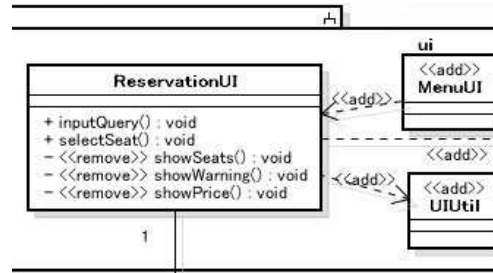 ui
ReservationUI
+ inputQuery() : void
+ selectSeat() : void
- <<remove>> showSeats() : void
- <<remove>> showWarning() : void
- <<remove>> showPrice() : void
<<add>>
<<add>>
MenuUI
<<add>>
<<add>>
<<add>>
UIUtil
1